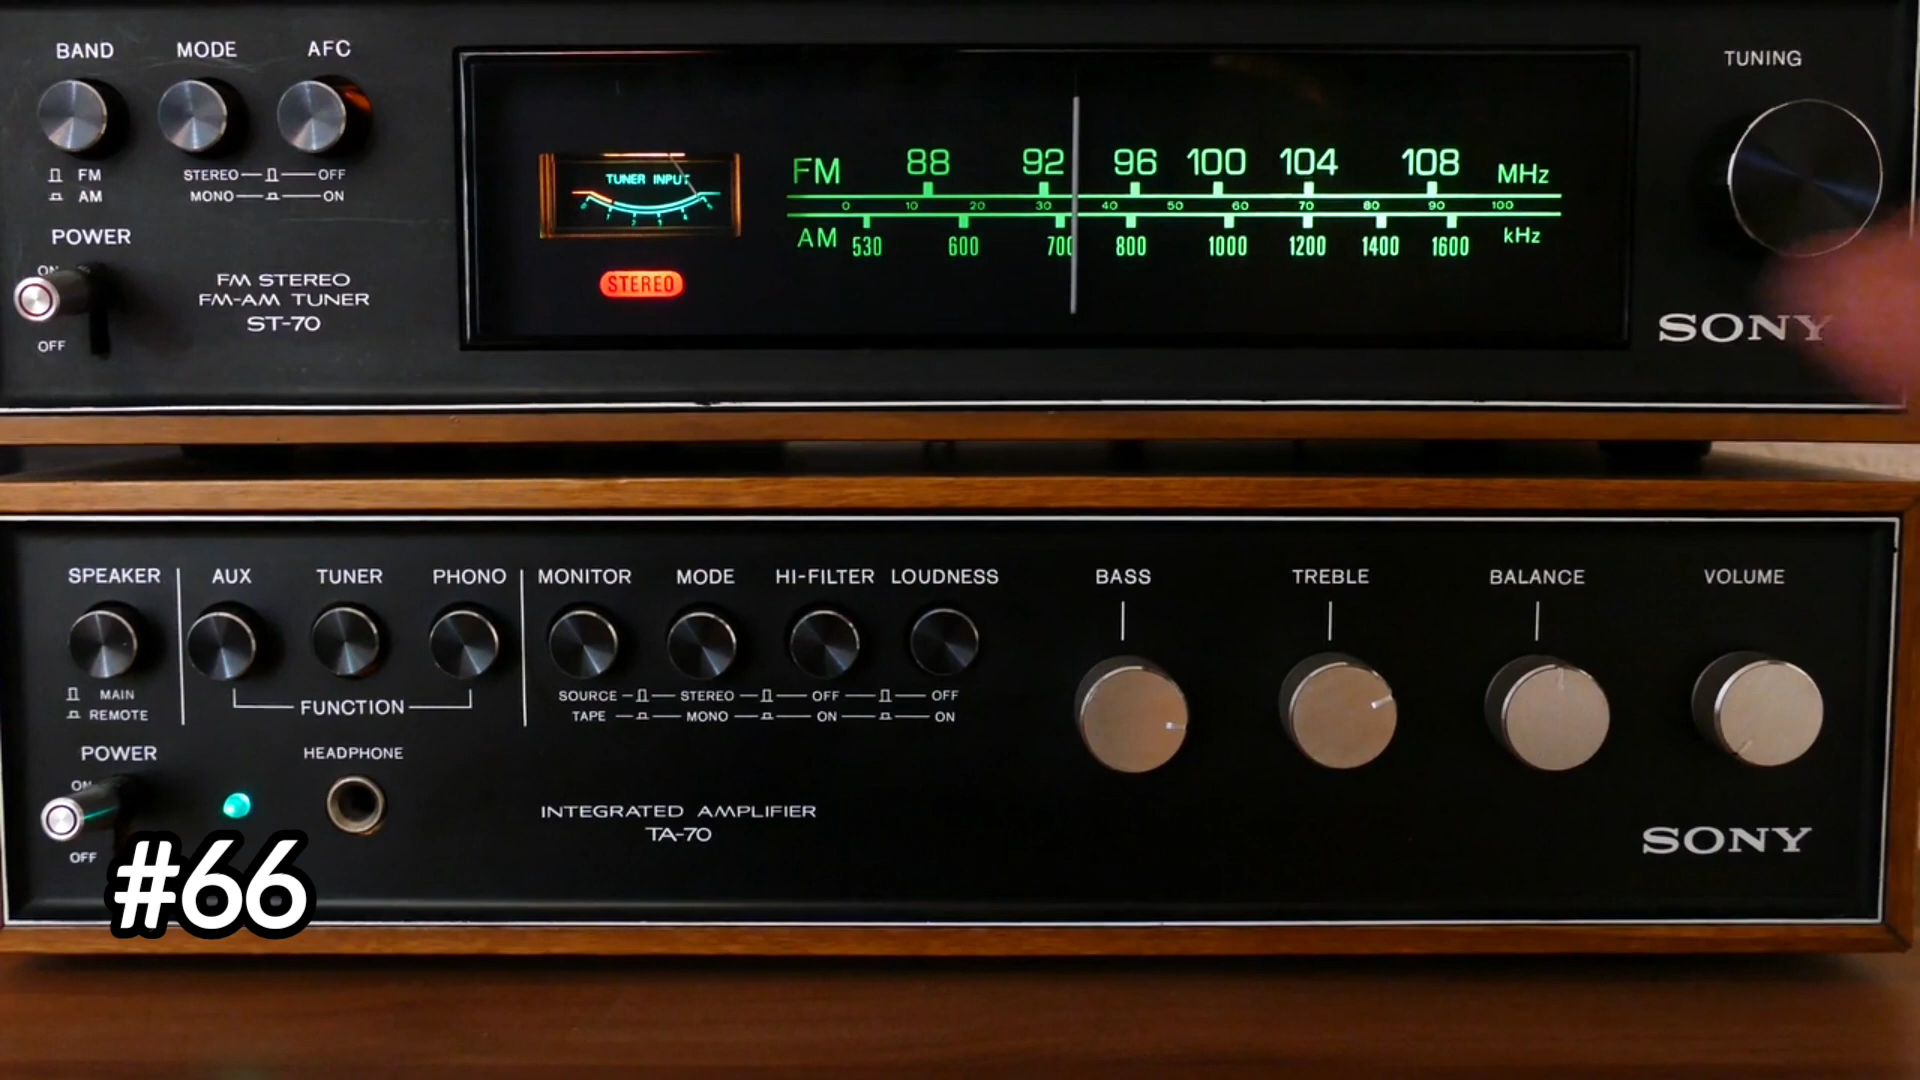 BAND MODE AFC
TUNING
FM 88 92 96 100 104 108 MHz
TUNER INPUT
FM STEREO OFF
AM MONO ON
0 10 20 30 40 50 60 70 80 90 100
POWER
AM 530 600 700 800 1000 1200 1400 1600 kHz
ON
STEREO
FM STEREO
FM-AM TUNER
ST-70
OFF
SONY
SPEAKER AUX TUNER PHONO MONITOR MODE HI-FILTER LOUDNESS BASS TREBLE BALANCE VOLUME
MAIN SOURCE STEREO OFF OFF
REMOTE FUNCTION TAPE MONO ON ON
POWER HEADPHONE
ON
INTEGRATED AMPLIFIER
TA-70
SONY
OFF
#66